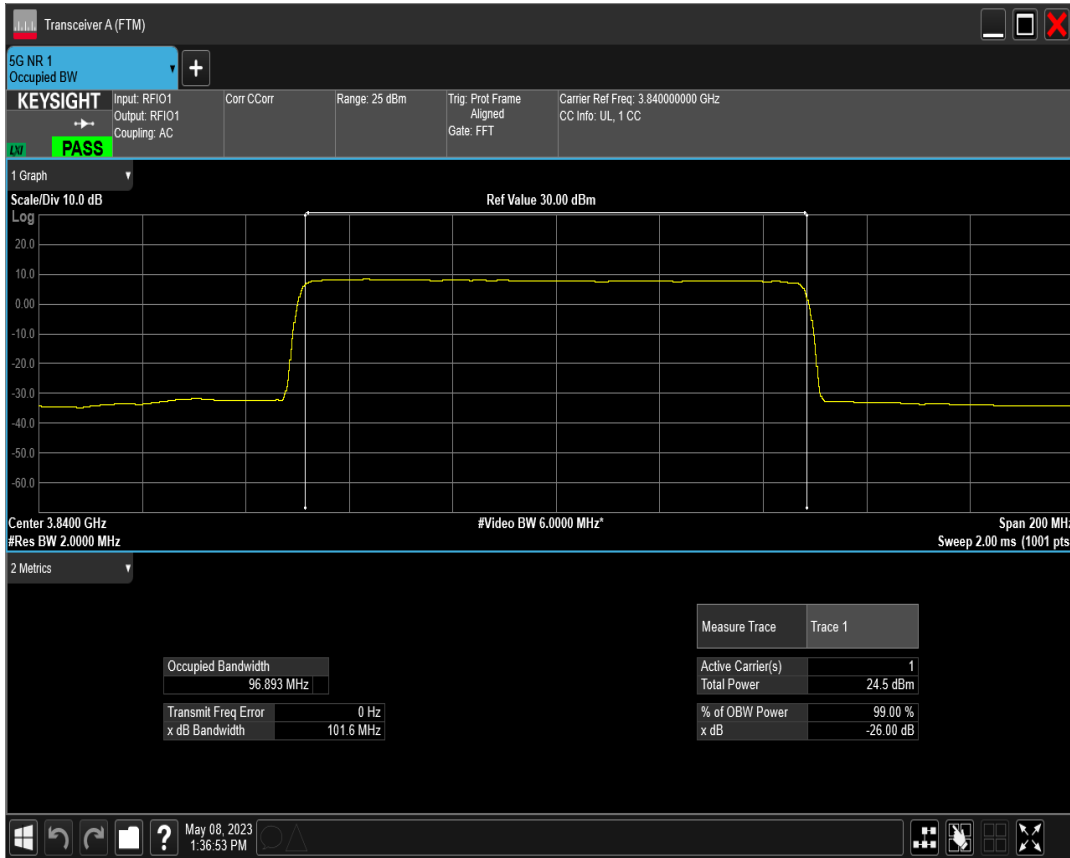 Transceiver A (FTM)
5G NR 1
Occupied BW
+
KEYSIGHT
LXI
PASS
Input: RFIO1
Output: RFIO1
Coupling: AC
Corr CCorr
Range: 25 dBm
Trig: Prot Frame
Aligned
Gate: FFT
Carrier Ref Freq: 3.840000000 GHz
CC Info: UL, 1 CC
1 Graph
Scale/Div 10.0 dB
Ref Value 30.00 dBm
Log
20.0
10.0
0.00
-10.0
-20.0
-30.0
-40.0
-50.0
-60.0
Center 3.8400 GHz
#Video BW 6.0000 MHz*
Span 200 MHz
#Res BW 2.0000 MHz
Sweep 2.00 ms (1001 pts
2 Metrics
Measure Trace Trace 1
Occupied Bandwidth
96.893 MHz
Active Carrier(s) 1
Total Power 24.5 dBm
Transmit Freq Error 0 Hz
x dB Bandwidth 101.6 MHz
% of OBW Power 99.00 %
x dB -26.00 dB
?
May 08, 2023
1:36:53 PM